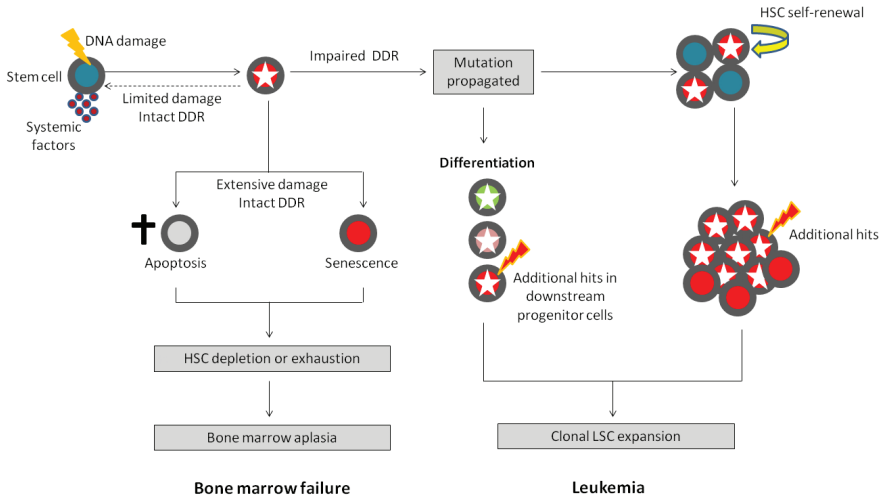 HSC self-renewal
DNA damage
Stem cell
Impaired DDR
Mutation
propagated
Limited damage
Intact DDR
Systemic
factors
Differentiation
Extensive damage
Intact DDR
Apoptosis
Senescence
Additional hits
Additional hits in
downstream
progenitor cells
HSC depletion or exhaustion
Bone marrow aplasia
Clonal LSC expansion
Bone marrow failure
Leukemia